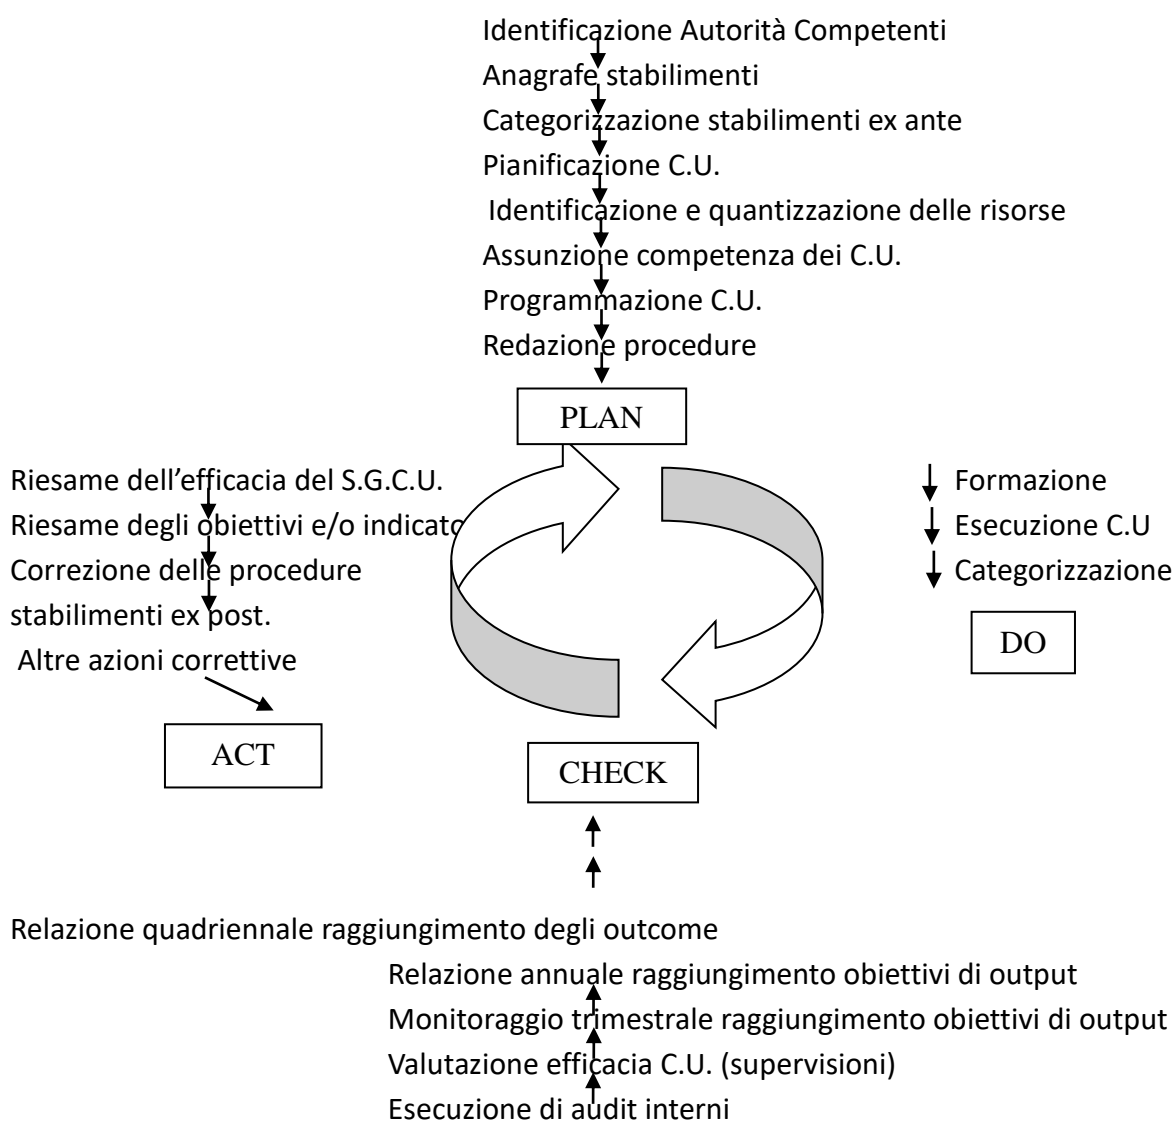 Identificazione Autorità Competenti
Anagrafe stabilimenti
Categorizzazione stabilimenti ex ante
Pianificazione C.U.
Identificazione e quantizzazione delle risorse
Assunzione competenza dei C.U.
Programmazione C.U.
Redazione procedure
PLAN
Riesame dell'efficacia del S.G.C.U.
Riesame degli obiettivi e/o indicato
Correzione delle procedure
stabilimenti ex post.
Altre azioni correttive
ACT
Formazione
Esecuzione C.U
Categorizzazione
DO
CHECK
Relazione quadriennale raggiungimento degli outcome
Relazione annuale raggiungimento obiettivi di output
Monitoraggio trimestrale raggiungimento obiettivi di output
Valutazione efficacia C.U. (supervisioni)
Esecuzione di audit interni